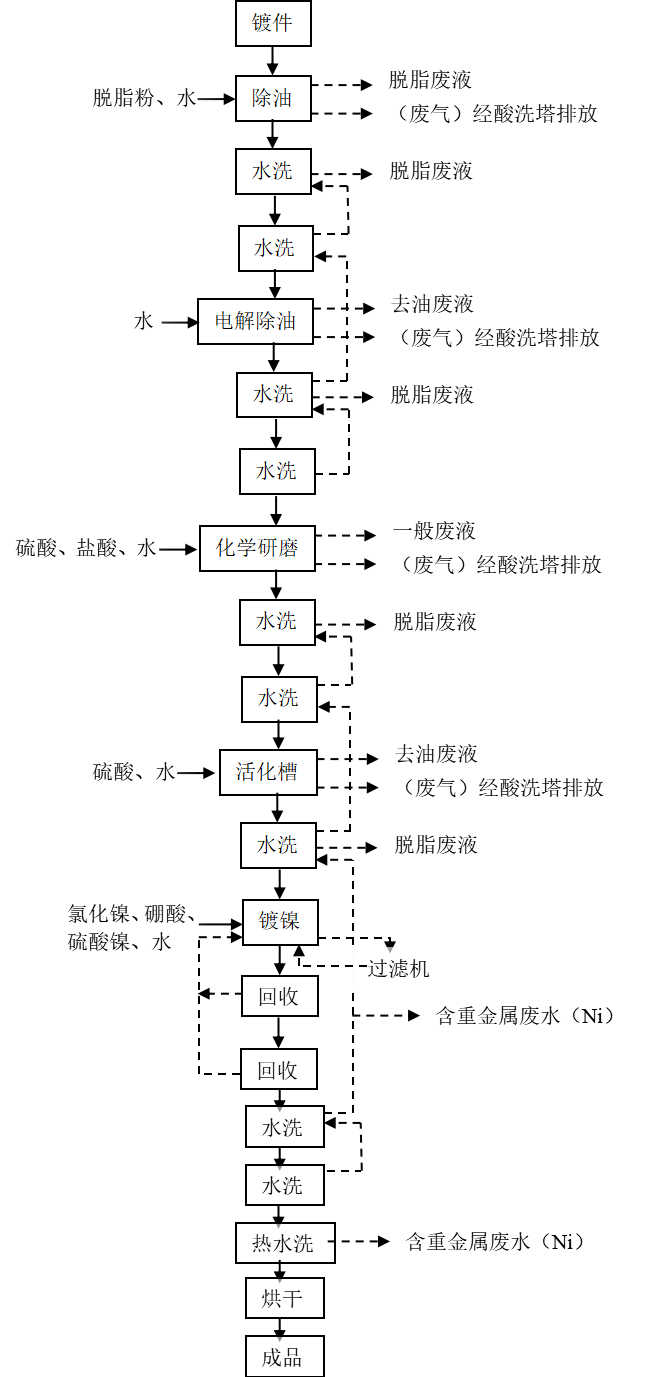 镀件
脱脂废液
脱脂粉、水
除油
（废气）经酸洗塔排放
水洗
脱脂废液
水洗
去油废液
水
电解除油
（废气）经酸洗塔排放
水洗
脱脂废液
水洗
一般废液
硫酸、盐酸、水
化学研磨
（废气）经酸洗塔排放
水洗
脱脂废液
水洗
去油废液
硫酸、水
活化槽
（废气）经酸洗塔排放
水洗
脱脂废液
氯化镍、硼酸、
硫酸镍、水
镀镍
过滤机
回收
含重金属废水（Ni）
回收
水洗
水洗
热水洗
含重金属废水（Ni）
烘干
成品